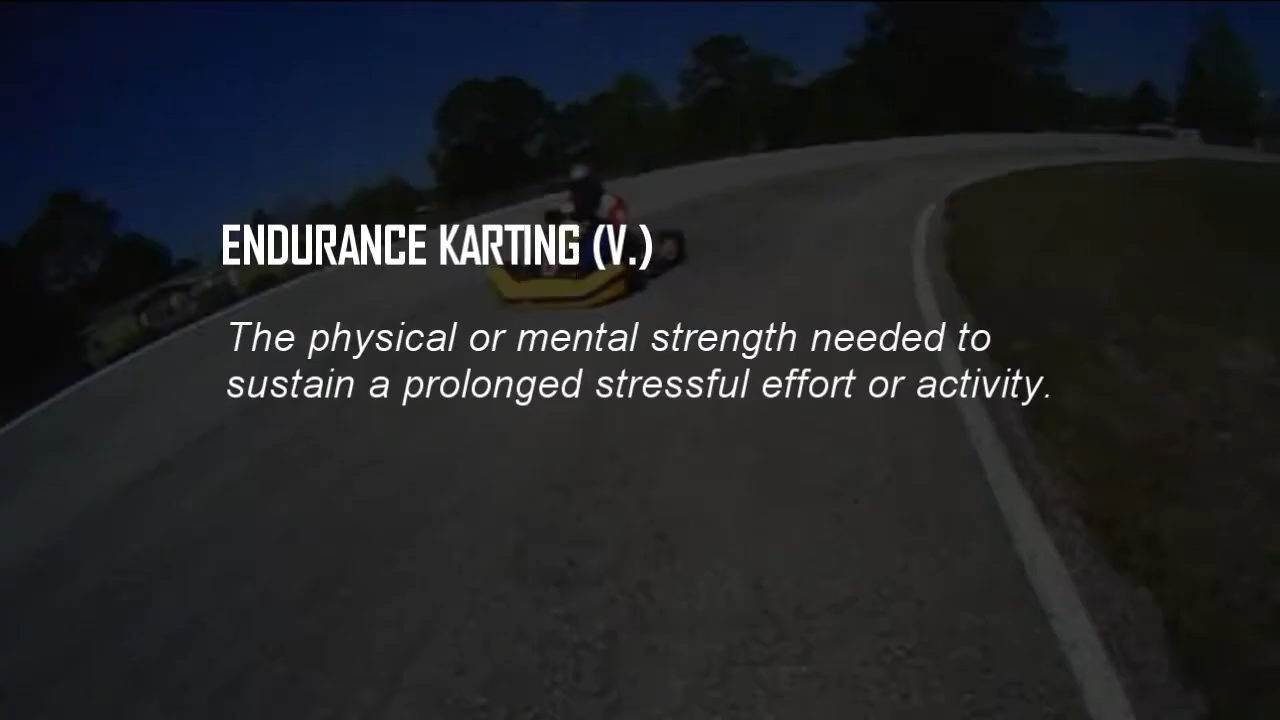 ENDURANCE KARTING (V.)
The physical or mental strength needed to
sustain a prolonged stressful effort or activity.